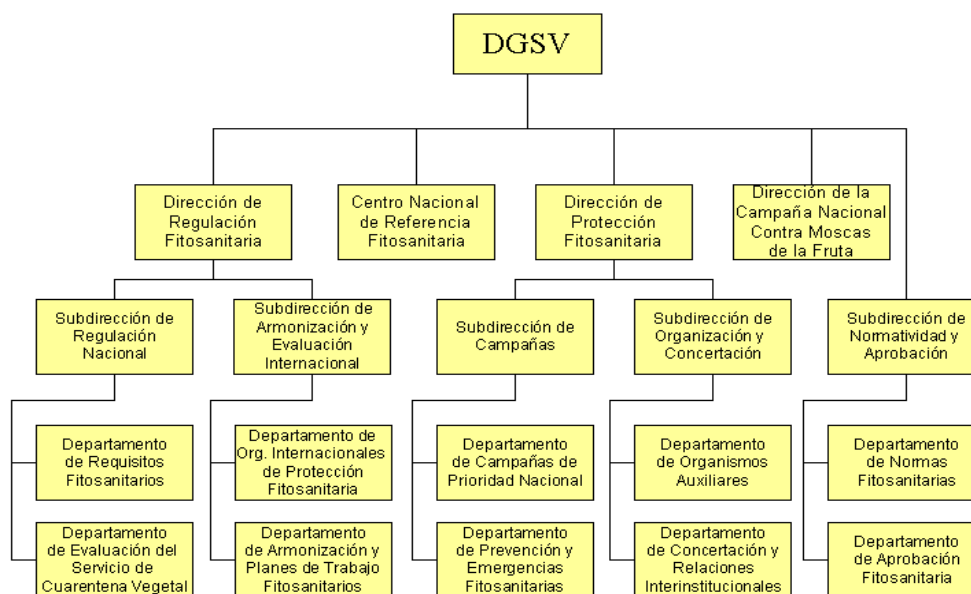 DGSV
Dirección de
Regulación
Fitosanitaria
Centro Nacional
de Referencia
Fitosanitaria
Dirección de
Protección
Fitosanitaria
Dirección de la
Campaña Nacional
Contra Moscas
de la Fruta
Subdirección de
Regulación
Nacional
Subdirección de
Armonización y
Evaluación
Internacional
Subdirección de
Campañas
Subdirección de
Organización y
Concertación
Subdirección de
Normatividad y
Aprobación
Departamento
de Requisitos
Fitosanitarios
Departamento de
Org. Internacionales
de Protección
Fitosanitaria
Departamento
de Campañas de
Prioridad Nacional
Departamento
de Organismos
Auxiliares
Departamento
de Normas
Fitosanitarias
Departamento
de Evaluación del
Servicio de
Cuarentena Vegetal
Departamento
de Armonización y
Planes de Trabajo
Fitosanitarios
Departamento
de Prevención y
Emergencias
Fitosanitarias
Departamento
de Concertación y
Relaciones
Interinstitucionales
Departamento
de Aprobación
Fitosanitaria